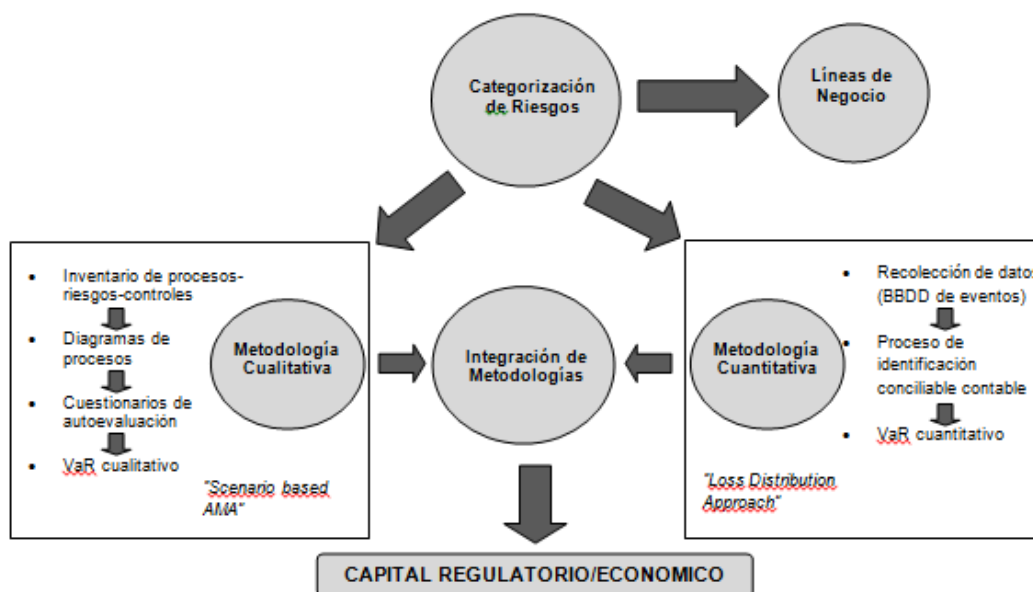 Categorización
de Riesgos
Líneas de
Negocio
• Inventario de procesos-
riesgos-controles
• Diagramas de
procesos
• Cuestionarios de
autoevaluación
• VaR cualitativo
Metodología
Cualitativa
"Scenario based
AMA"
Integración de
Metodologías
Metodología
Cuantitativa
• Recolección de datos
(BBDD de eventos)
• Proceso de
identificación
conciliable contable
• VaR cuantitativo
"Loss Distribution
Approach"
CAPITAL REGULATORIO/ECONOMICO